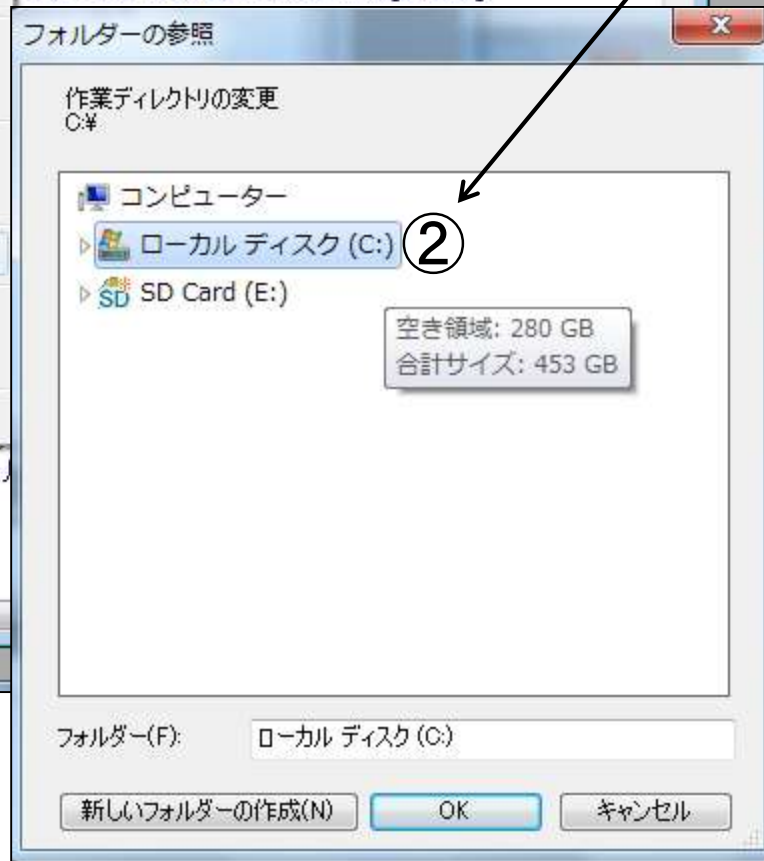 フォルダーの参照
作業ディレクトリの変更
C:¥
コンピューター
ローカル ディスク (C:) ②
SD SD Card (E:)
空き領域: 280 GB
合計サイズ: 453 GB
フォルダー(F): ローカル ディスク (C:)
新しいフォルダーの作成(N) OK キャンセル